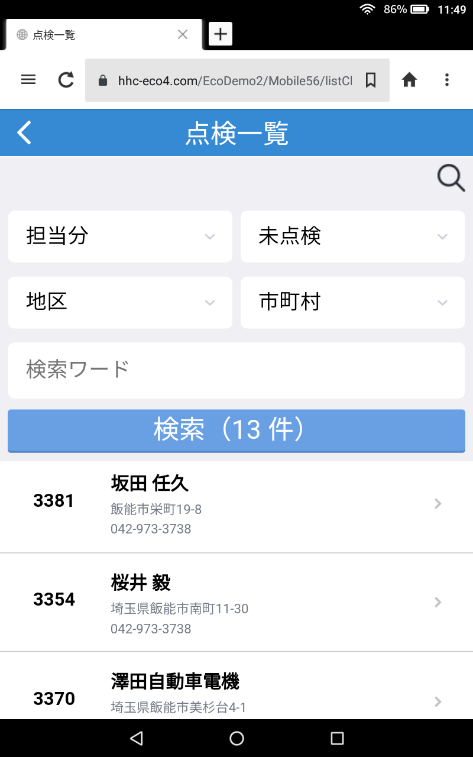 86% 11:49
点検一覧
hhc-eco4.com/EcoDemo2/Mobile56/listCl
点検一覧
担当分
未点検
地区
市町村
検索ワード
検索（13 件）
3381
坂田 任久
飯能市栄町19-8
042-973-3738
3354
桜井 毅
埼玉県飯能市南町11-30
042-973-3738
3370
澤田自動車電機
埼玉県飯能市美杉台4-1